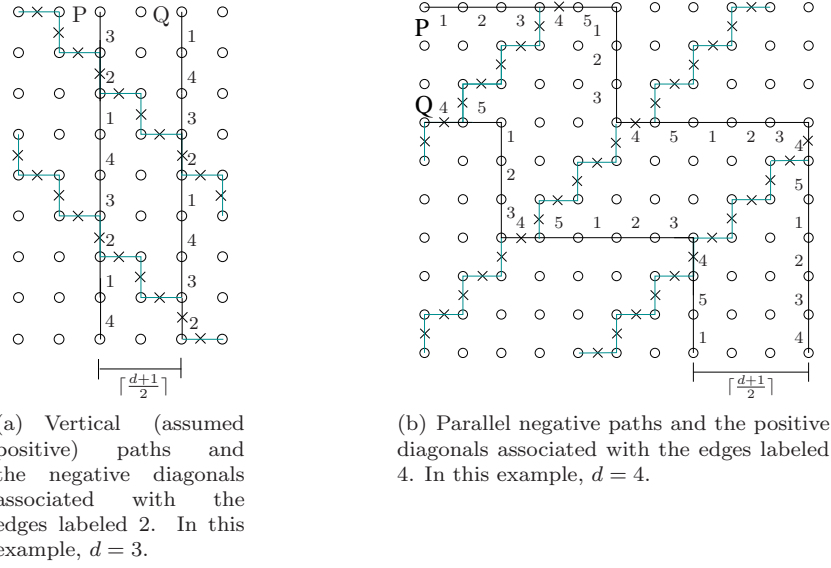 P Q
3 1
2 4
1 3
4 2
3 1
2 4
1 3
4 2
⌈d+1/2⌉
(a) Vertical (assumed
positive) paths and
the negative diagonals
associated with the
edges labeled 2. In this
example, d = 3.
1 2 3 4 5
P
1
2
3
Q 4 5
1
2
3
4 5 1 2 3
4
5
1
2
3
4
4 5 1 2 3
4
5
1
⌈d+1/2⌉
(b) Parallel negative paths and the positive
diagonals associated with the edges labeled
4. In this example, d = 4.